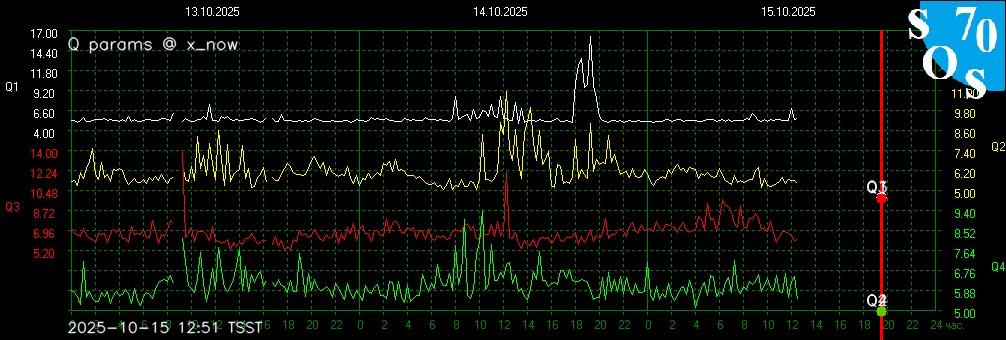 13.10.2025 14.10.2025 15.10.2025
S 70
O
S
Q params @ x_now
17.00
14.40
11.80
9.20
6.60
4.00
Q1
14.00
12.24
10.48
8.72
6.96
5.20
Q3
9.80
8.60
7.40
6.20
5.00
Q2
9.40
8.52
7.64
6.76
5.88
5.00
Q4
2025-10-15 12:51 TSST
18 20 22 0 2 4 6 8 10 12 14 16 18 20 22 0 2 4 6 8 10 12 14 16 18 20 22 24 час.